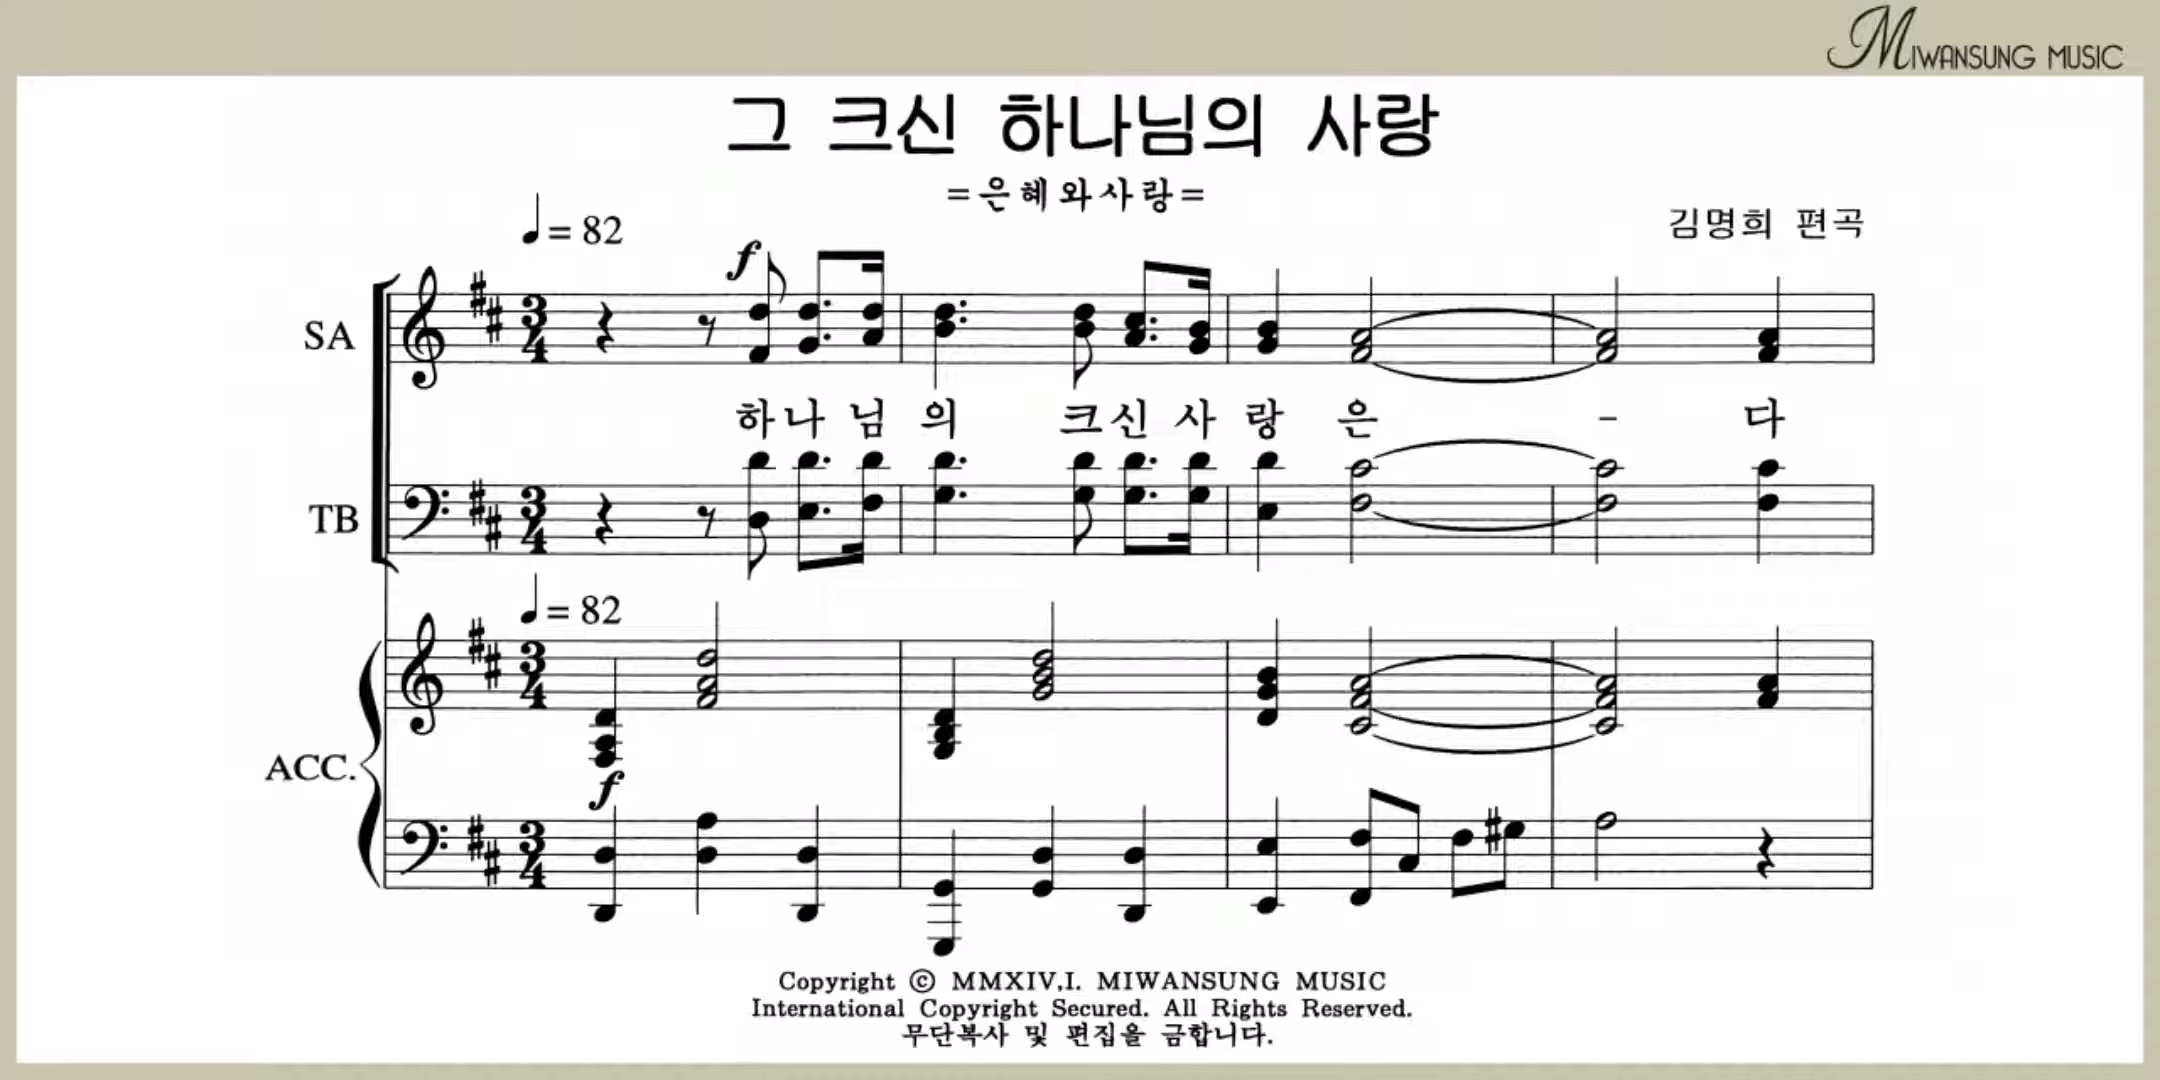 MIWANSUNG MUSIC
그 크신 하나님의 사랑
=은혜와사랑=
♩= 82
김명희 편곡
f
SA
하나 님 의 크신 사 랑 은 - 다
TB
♩= 82
ACC.
f
Copyright © MMXIV,I. MIWANSUNG MUSIC
International Copyright Secured. All Rights Reserved.
무단복사 및 편집을 금합니다.